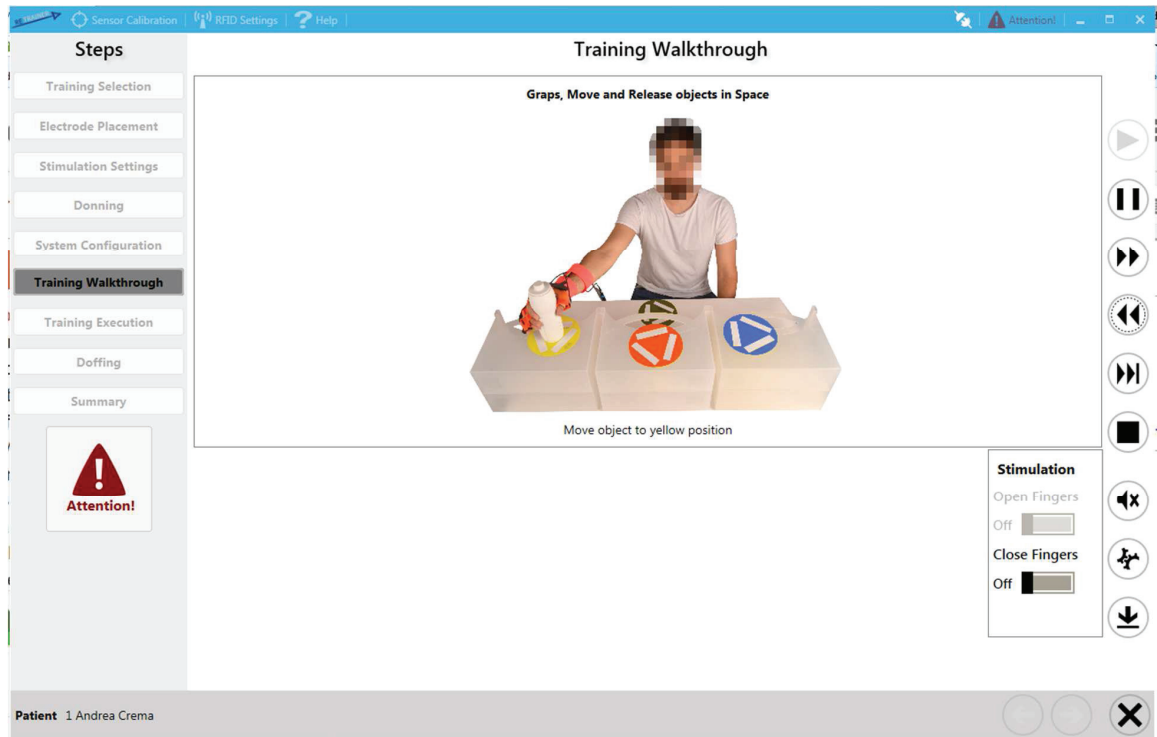 Sensor Calibration | RFID Settings | ? Help | Attention!
Steps
Training Walkthrough
Training Selection
Electrode Placement
Stimulation Settings
Donning
System Configuration
Training Walkthrough
Training Execution
Doffing
Summary
Attention!
Graps, Move and Release objects in Space
Move object to yellow position
Stimulation
Open Fingers
Off
Close Fingers
Off
Patient 1 Andrea Crema